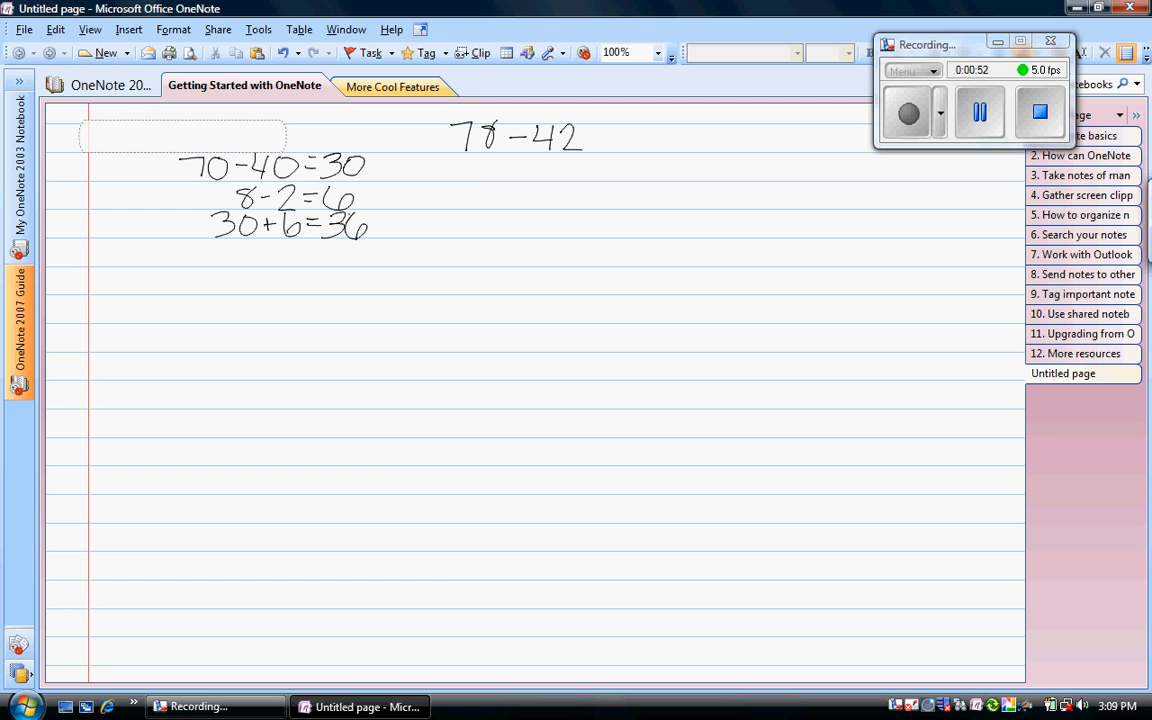 Untitled page - Microsoft Office OneNote
File Edit View Insert Format Share Tools Table Window Help
New Task Tag Clip 100%
Recording...
Menu 0:00:52 5.0 fps
OneNote 20... Getting Started with OneNote More Cool Features
My OneNote 2003 Notebook
OneNote 2007 Guide
78-42
70-40=30
8-2=6
30+6=36
2. How can OneNote
3. Take notes of man
4. Gather screen clipp
5. How to organize n
6. Search your notes
7. Work with Outlook
8. Send notes to other
9. Tag important note
10. Use shared noteb
11. Upgrading from O
12. More resources
Untitled page
Recording... Untitled page - Micr... 3:09 PM